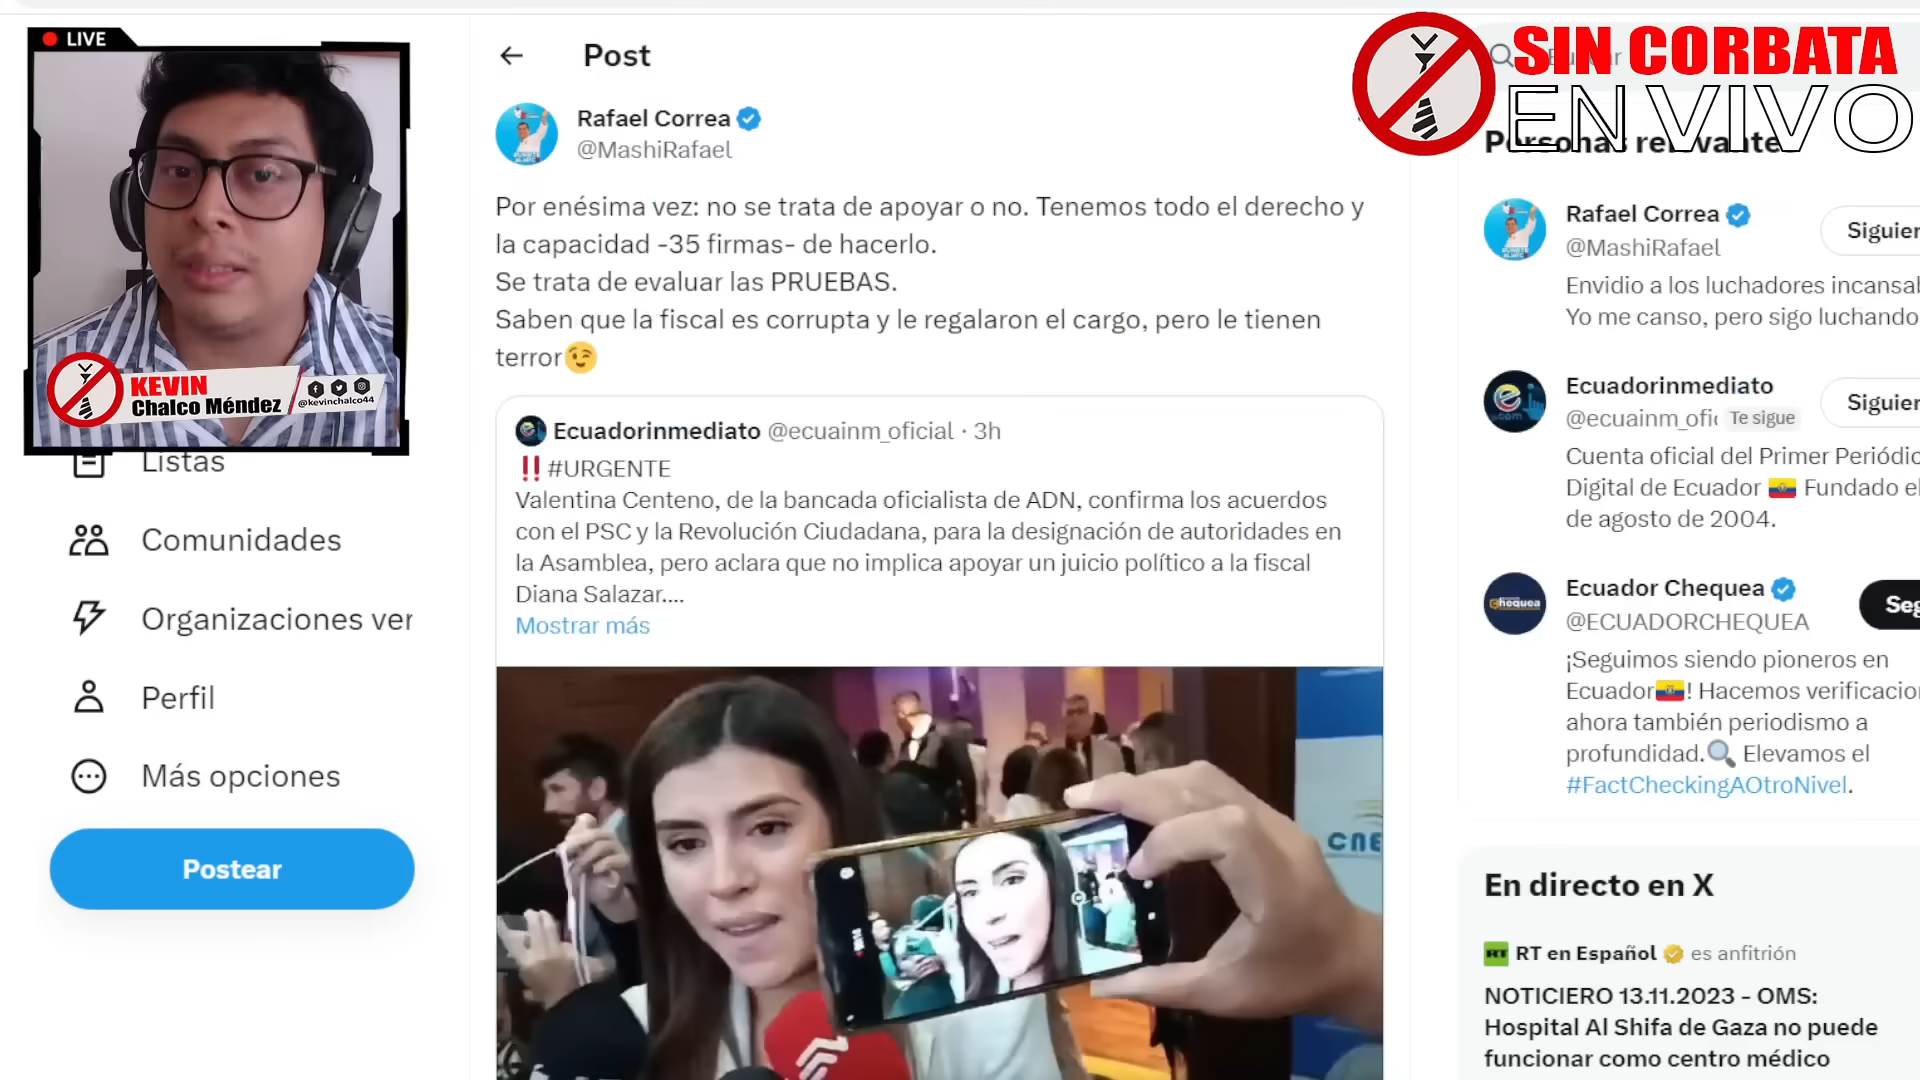 LIVE
KEVIN
Chalco Méndez
@kevinchalco44
Listas
Comunidades
Organizaciones ver
Perfil
Más opciones
Postear
Post
Rafael Correa
@MashiRafael
Por enésima vez: no se trata de apoyar o no. Tenemos todo el derecho y
la capacidad -35 firmas- de hacerlo.
Se trata de evaluar las PRUEBAS.
Saben que la fiscal es corrupta y le regalaron el cargo, pero le tienen
terror😉
Ecuadorinmediato @ecuainm_oficial · 3h
‼️#URGENTE
Valentina Centeno, de la bancada oficialista de ADN, confirma los acuerdos
con el PSC y la Revolución Ciudadana, para la designación de autoridades en
la Asamblea, pero aclara que no implica apoyar un juicio político a la fiscal
Diana Salazar....
Mostrar más
CNE
SIN CORBATA
EN VIVO
Personas relevante
Rafael Correa
@MashiRafael
Siguier
Envidio a los luchadores incansab
Yo me canso, pero sigo luchando
Ecuadorinmediato
@ecuainm_ofic Te sigue
Siguier
Cuenta oficial del Primer Periódic
Digital de Ecuador 🇪🇨 Fundado el
de agosto de 2004.
Ecuador Chequea
@ECUADORCHEQUEA
Seg
¡Seguimos siendo pioneros en
Ecuador🇪🇨! Hacemos verificacior
ahora también periodismo a
profundidad.🔍 Elevamos el
#FactCheckingAOtroNivel.
En directo en X
RT RT en Español es anfitrión
NOTICIERO 13.11.2023 - OMS:
Hospital Al Shifa de Gaza no puede
funcionar como centro médico